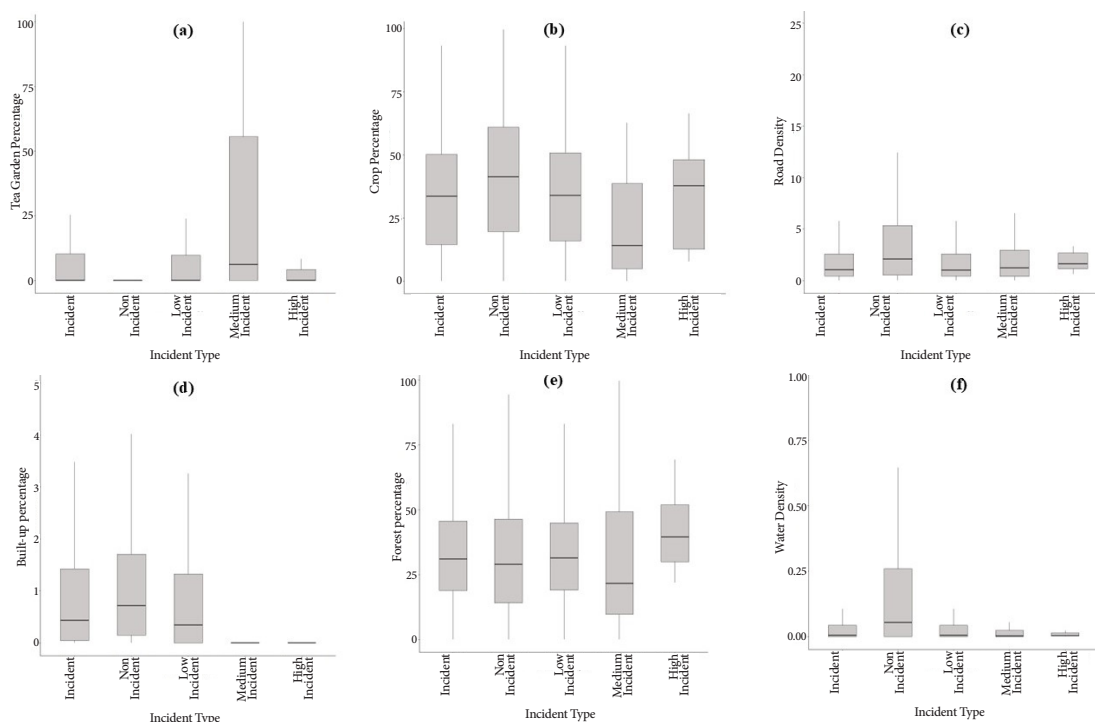 (a)
100
75
50
25
0
Tea Garden Percentage
Incident
Non
Incident
Low
Incident
Medium
Incident
High
Incident
Incident Type
(b)
100
75
50
25
0
Crop Percentage
Incident
Non
Incident
Low
Incident
Medium
Incident
High
Incident
Incident Type
(c)
25
20
15
10
5
0
Road Density
Incident
Non
Incident
Low
Incident
Medium
Incident
High
Incident
Incident Type
(d)
5
4
3
2
1
0
Built-up percentage
Incident
Non
Incident
Low
Incident
Medium
Incident
High
Incident
Incident Type
(e)
100
75
50
25
0
Forest percentage
Incident
Non
Incident
Low
Incident
Medium
Incident
High
Incident
Incident Type
(f)
1.00
0.75
0.50
0.25
0.00
Water Density
Incident
Non
Incident
Low
Incident
Medium
Incident
High
Incident
Incident Type